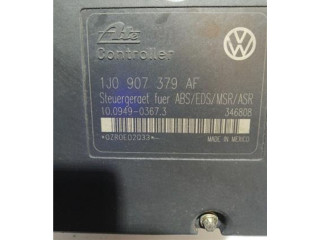 Ate
Controller
1J0 907 379 AF
Steuergeraet fuer ABS/EDS/MSR/ASR
10.0949-0367.3 346808
*0ZROE02033*
MADE IN MEXICO